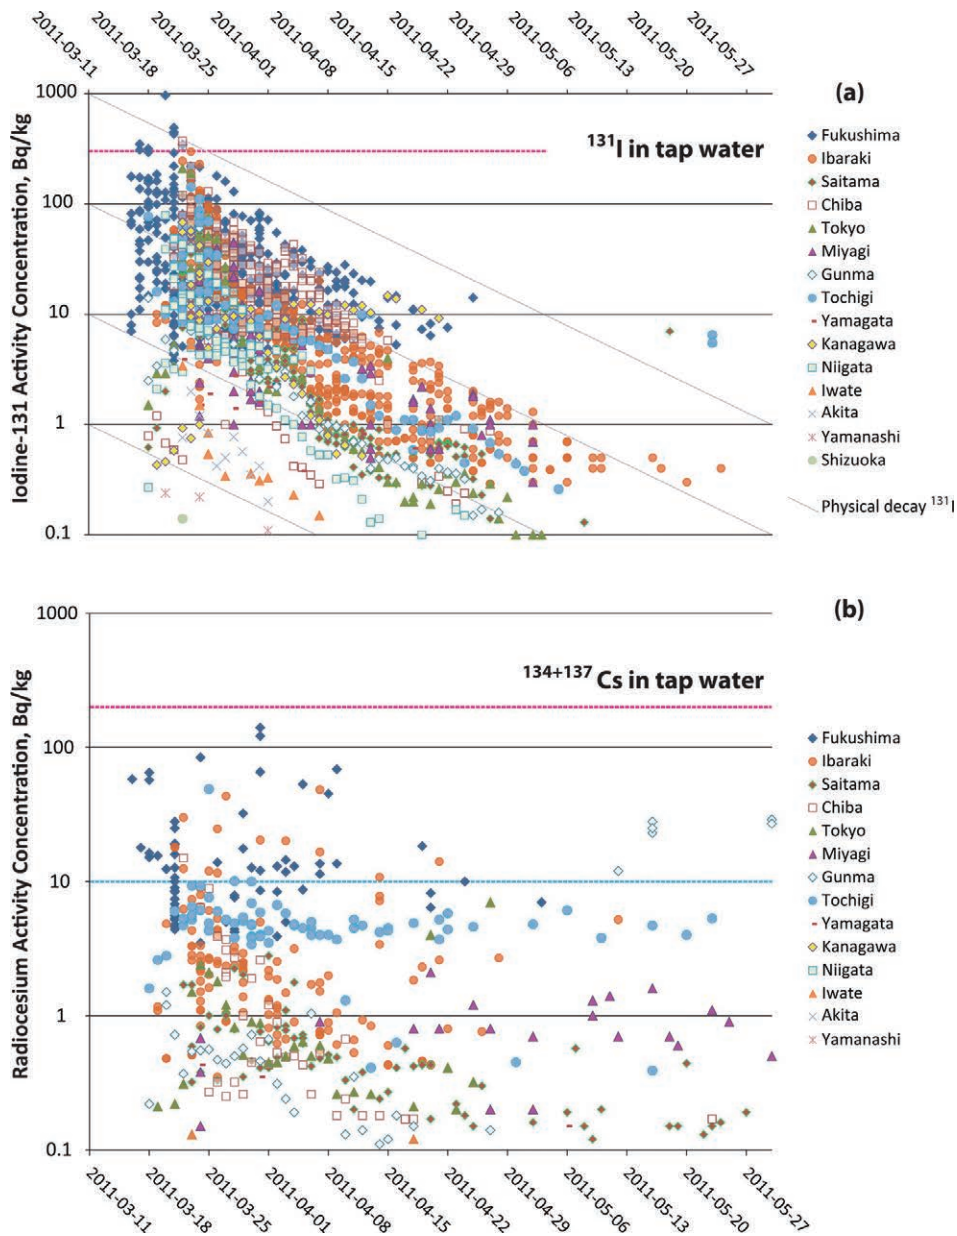 2011-03-11
2011-03-18
2011-03-25
2011-04-01
2011-04-08
2011-04-15
2011-04-22
2011-04-29
2011-05-06
2011-05-13
2011-05-20
2011-05-27
1000
(a)
¹³¹I in tap water
100
10
1
0.1
Iodine-131 Activity Concentration, Bq/kg
Fukushima
Ibaraki
Saitama
Chiba
Tokyo
Miyagi
Gunma
Tochigi
Yamagata
Kanagawa
Niigata
Iwate
Akita
Yamanashi
Shizuoka
Physical decay ¹³¹I
1000
(b)
¹³⁴⁺¹³⁷Cs in tap water
100
10
1
0.1
Radiocesium Activity Concentration, Bq/kg
Fukushima
Ibaraki
Saitama
Chiba
Tokyo
Miyagi
Gunma
Tochigi
Yamagata
Kanagawa
Niigata
Iwate
Akita
Yamanashi
2011-03-11
2011-03-18
2011-03-25
2011-04-01
2011-04-08
2011-04-15
2011-04-22
2011-04-29
2011-05-06
2011-05-13
2011-05-20
2011-05-27